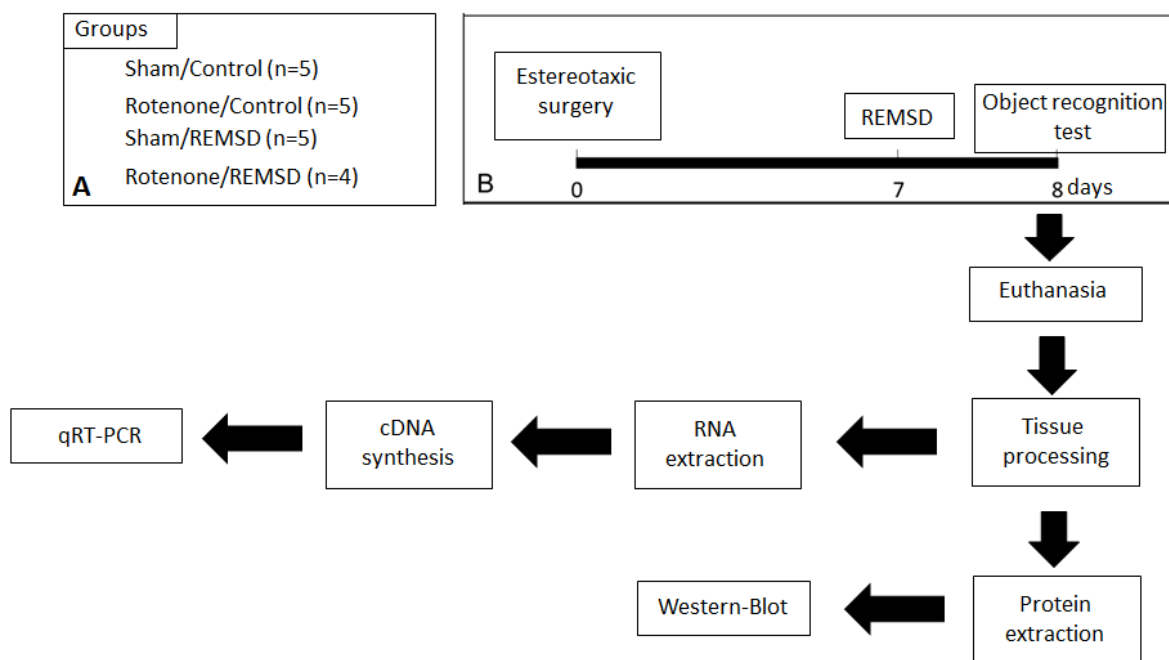 Groups
Sham/Control (n=5)
Rotenone/Control (n=5)
Sham/REMSD (n=5)
Rotenone/REMSD (n=4)
A
Estereotaxic
surgery
REMSD
Object recognition
test
B
0
7
8 days
Euthanasia
Tissue
processing
RNA
extraction
cDNA
synthesis
qRT-PCR
Protein
extraction
Western-Blot